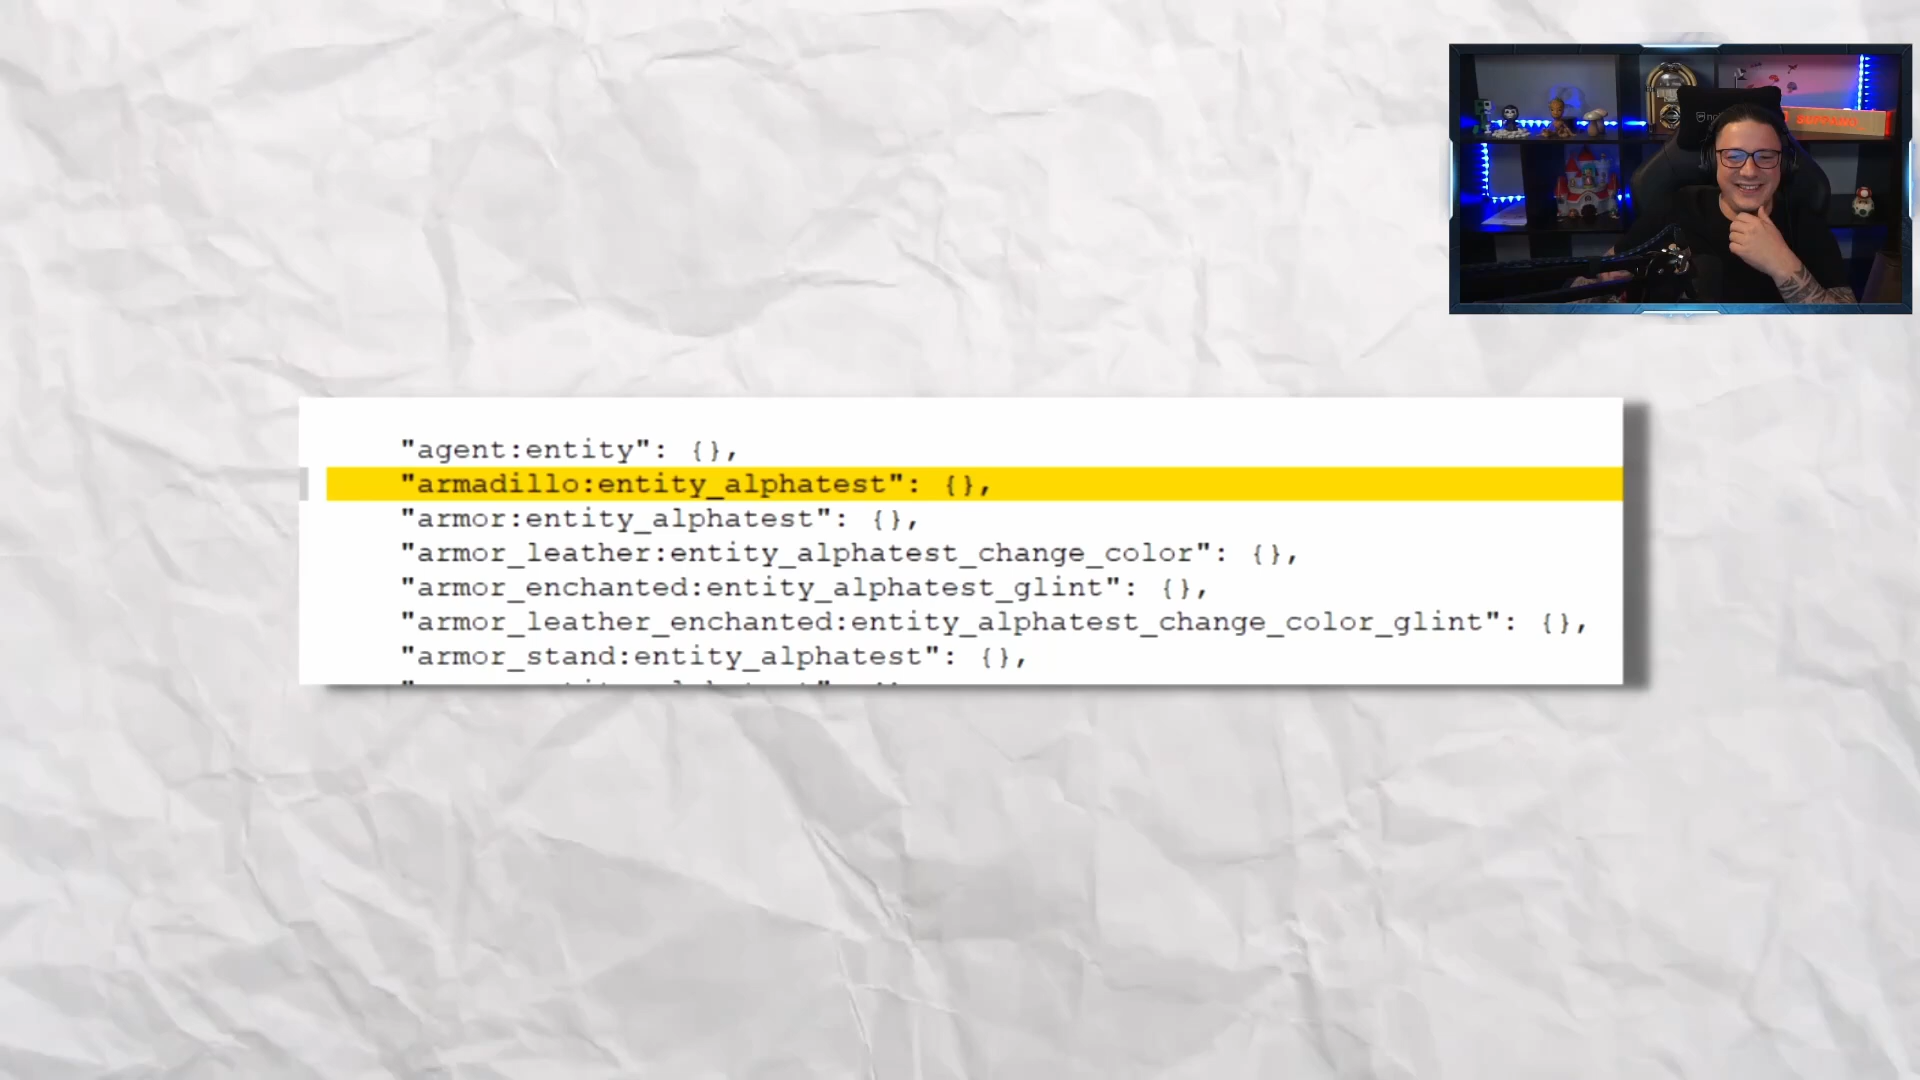 "agent:entity": {},
"armadillo:entity_alphatest": {},
"armor:entity_alphatest": {},
"armor_leather:entity_alphatest_change_color": {},
"armor_enchanted:entity_alphatest_glint": {},
"armor_leather_enchanted:entity_alphatest_change_color_glint": {},
"armor_stand:entity_alphatest": {},